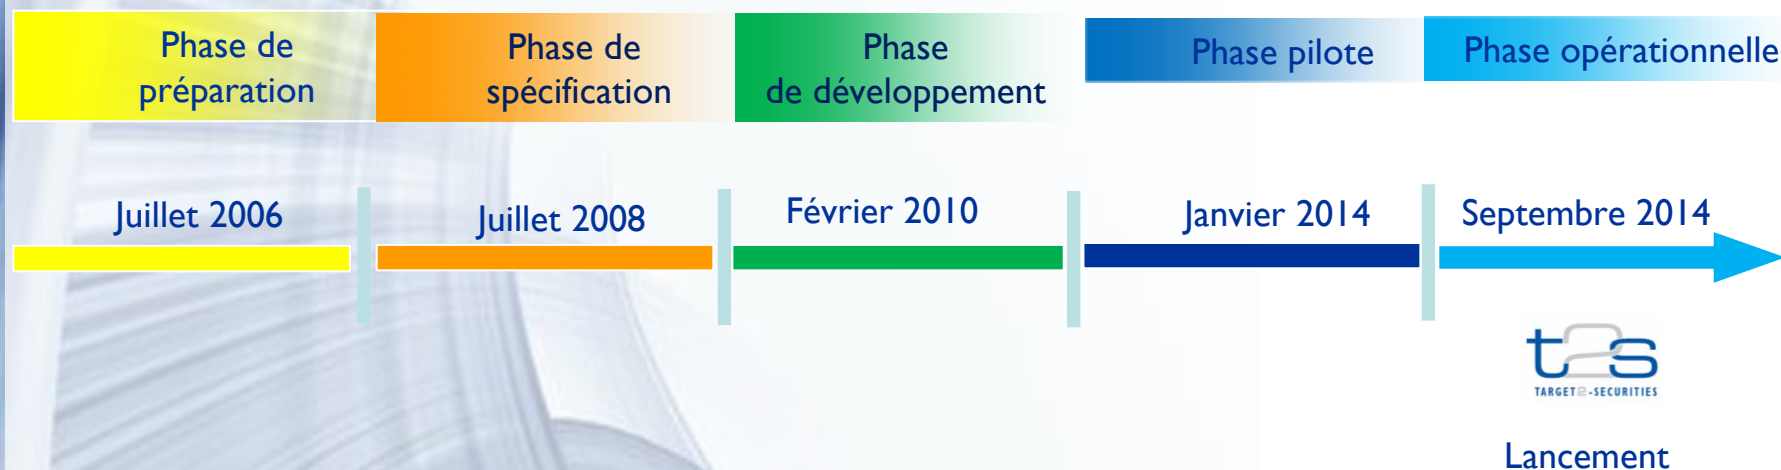 Phase de
préparation
Phase de
spécification
Phase
de développement
Phase pilote
Phase opérationnelle
Juillet 2006
Juillet 2008
Février 2010
Janvier 2014
Septembre 2014
t2s
TARGET2-SECURITIES
Lancement